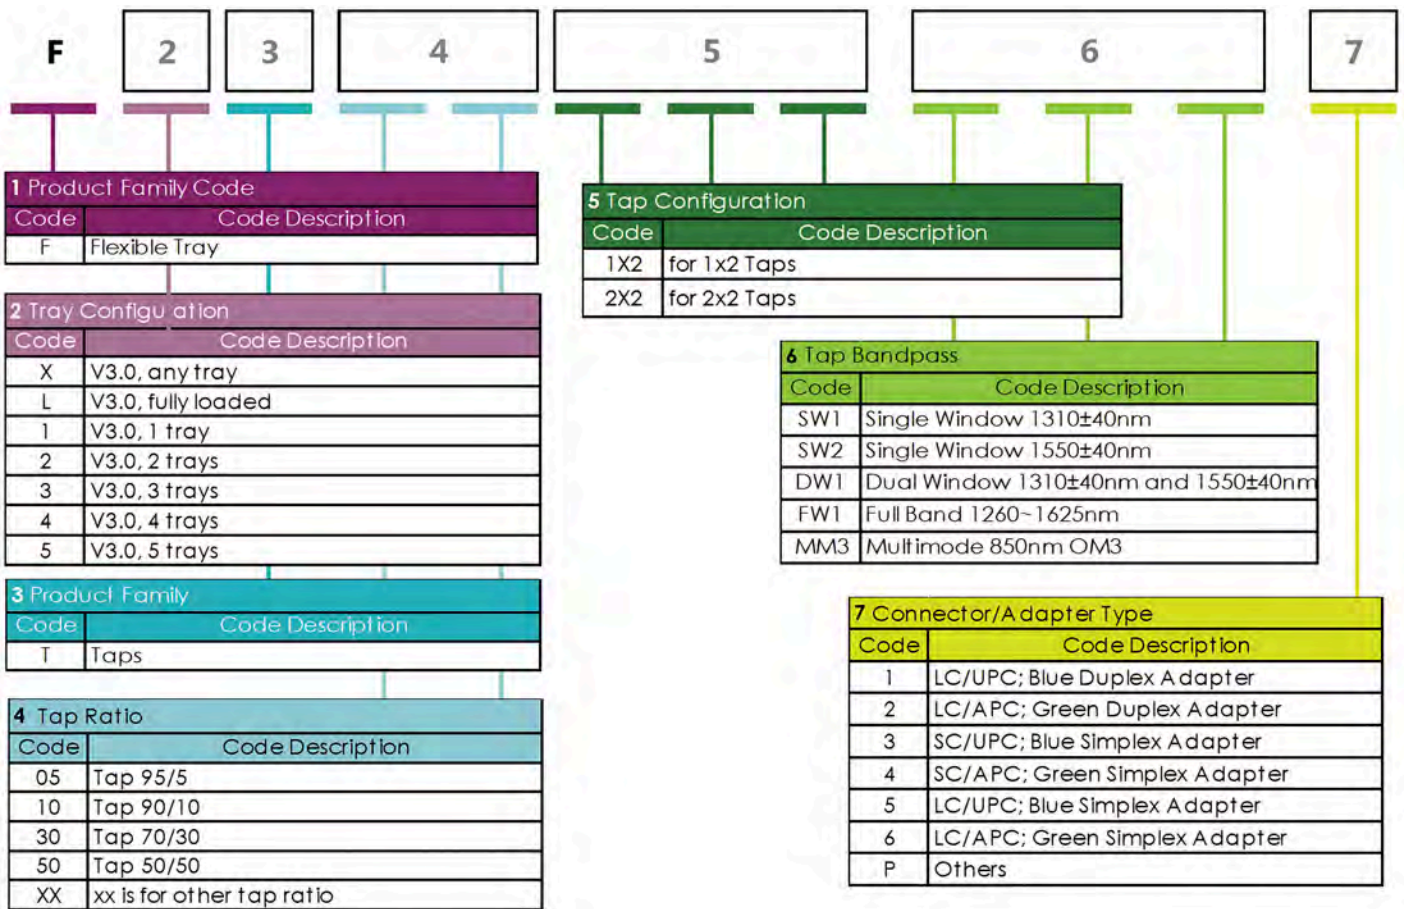 F 2 3 4 5 6 7
1 Product Family Code
Code Code Description
F Flexible Tray
2 Tray Configu ation
Code Code Description
X V3.0, any tray
L V3.0, fully loaded
1 V3.0, 1 tray
2 V3.0, 2 trays
3 V3.0, 3 trays
4 V3.0, 4 trays
5 V3.0, 5 trays
3 Product Family
Code Code Description
T Taps
4 Tap Ratio
Code Code Description
05 Tap 95/5
10 Tap 90/10
30 Tap 70/30
50 Tap 50/50
XX xx is for other tap ratio
5 Tap Configuration
Code Code Description
1X2 for 1x2 Taps
2X2 for 2x2 Taps
6 Tap Bandpass
Code Code Description
SW1 Single Window 1310±40nm
SW2 Single Window 1550±40nm
DW1 Dual Window 1310±40nm and 1550±40nm
FW1 Full Band 1260~1625nm
MM3 Multimode 850nm OM3
7 Connector/Adapter Type
Code Code Description
1 LC/UPC; Blue Duplex Adapter
2 LC/APC; Green Duplex Adapter
3 SC/UPC; Blue Simplex Adapter
4 SC/APC; Green Simplex Adapter
5 LC/UPC; Blue Simplex Adapter
6 LC/APC; Green Simplex Adapter
P Others